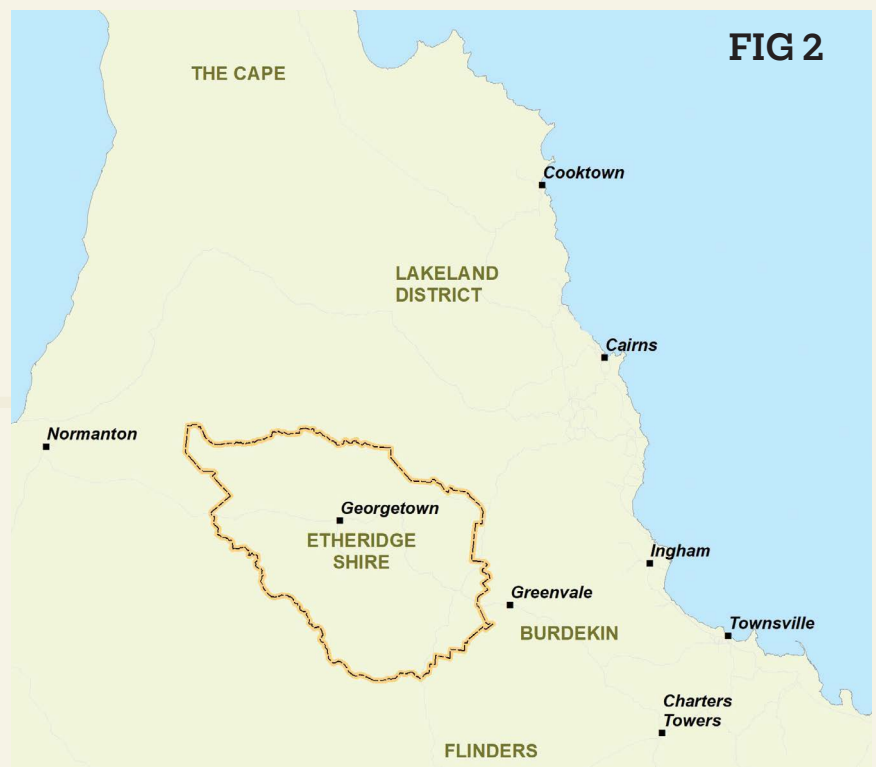 FIG 2
THE CAPE
Cooktown
LAKELAND
DISTRICT
Cairns
Normanton
Georgetown
ETHERIDGE
SHIRE
Ingham
Greenvale
Townsville
BURDEKIN
Charters
Towers
FLINDERS